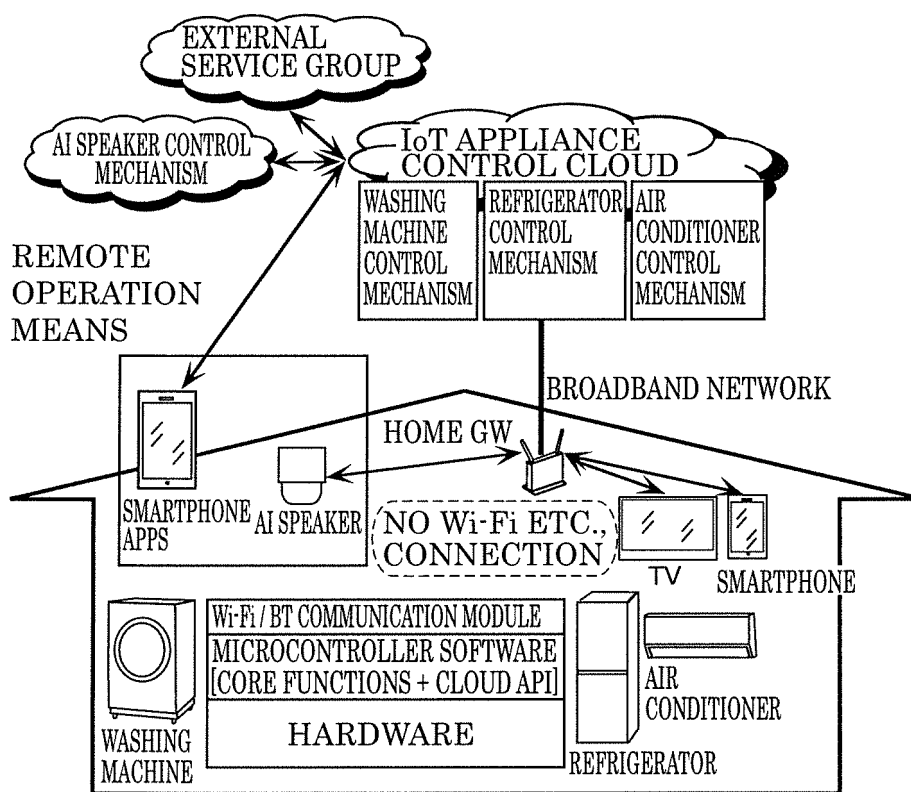 EXTERNAL
SERVICE GROUP
AI SPEAKER CONTROL
MECHANISM
IoT APPLIANCE
CONTROL CLOUD
WASHING
MACHINE
CONTROL
MECHANISM
REFRIGERATOR
CONTROL
MECHANISM
AIR
CONDITIONER
CONTROL
MECHANISM
REMOTE
OPERATION
MEANS
BROADBAND NETWORK
HOME GW
SMARTPHONE
APPS
AI SPEAKER
NO Wi-Fi ETC.,
CONNECTION
TV
SMARTPHONE
Wi-Fi / BT COMMUNICATION MODULE
MICROCONTROLLER SOFTWARE
[CORE FUNCTIONS + CLOUD API]
HARDWARE
WASHING
MACHINE
REFRIGERATOR
AIR
CONDITIONER